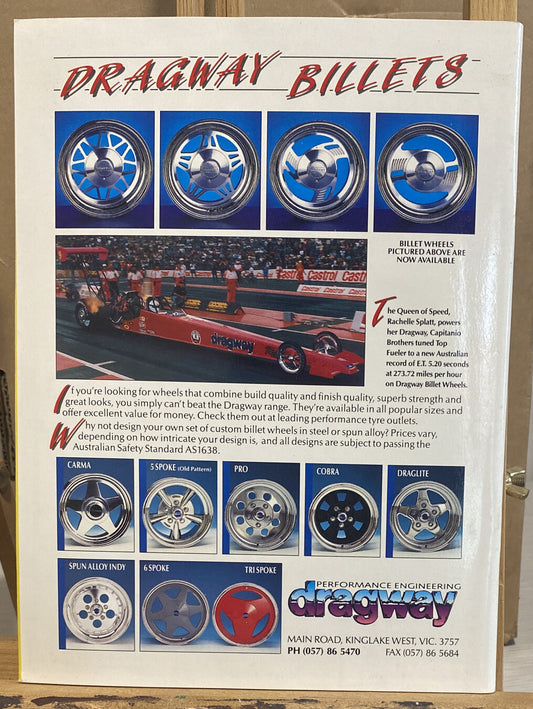 DRAGWAY BILLETS
BILLET WHEELS
PICTURED ABOVE ARE
NOW AVAILABLE
Castrol Castrol
dragway
The Queen of Speed,
Rachelle Splatt, powers
her Dragway, Capitanio
Brothers tuned Top
Fueler to a new Australian
record of E.T. 5.20 seconds
at 273.72 miles per hour
on Dragway Billet Wheels.
If you're looking for wheels that combine build quality and finish quality, superb strength and
great looks, you simply can't beat the Dragway range. They're available in all popular sizes and
offer excellent value for money. Check them out at leading performance tyre outlets.
Why not design your own set of custom billet wheels in steel or spun alloy? Prices vary,
depending on how intricate your design is, and all designs are subject to passing the
Australian Safety Standard AS1638.
CARMA
5 SPOKE (Old Pattern)
PRO
COBRA
DRAGLITE
SPUN ALLOY INDY
6 SPOKE
TRI SPOKE
PERFORMANCE ENGINEERING
dragway
MAIN ROAD, KINGLAKE WEST, VIC. 3757
PH (057) 86 5470 FAX (057) 86 5684